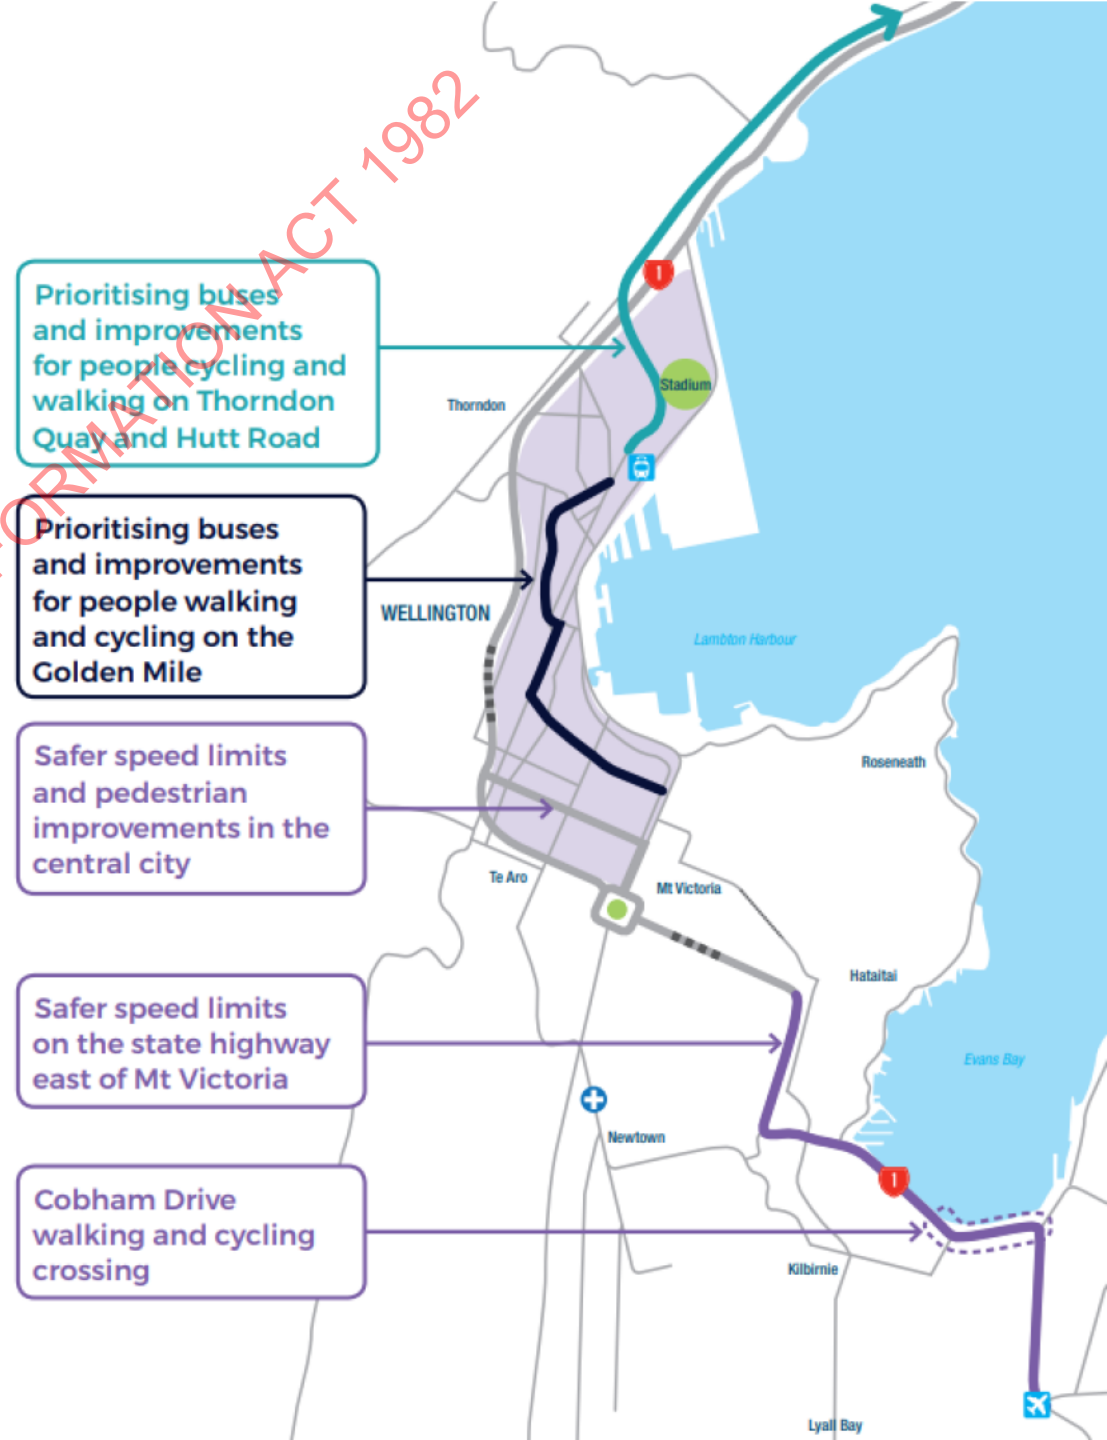 FORMATION ACT 1982
Prioritising buses
and improvements
for people cycling and
walking on Thorndon
Quay and Hutt Road
Prioritising buses
and improvements
for people walking
and cycling on the
Golden Mile
Safer speed limits
and pedestrian
improvements in the
central city
Safer speed limits
on the state highway
east of Mt Victoria
Cobham Drive
walking and cycling
crossing
1
Stadium
Thorndon
WELLINGTON
Lambton Harbour
Roseneath
Te Aro
Mt Victoria
Hataitai
Evans Bay
Newtown
1
Kilbirnie
Lyall Bay